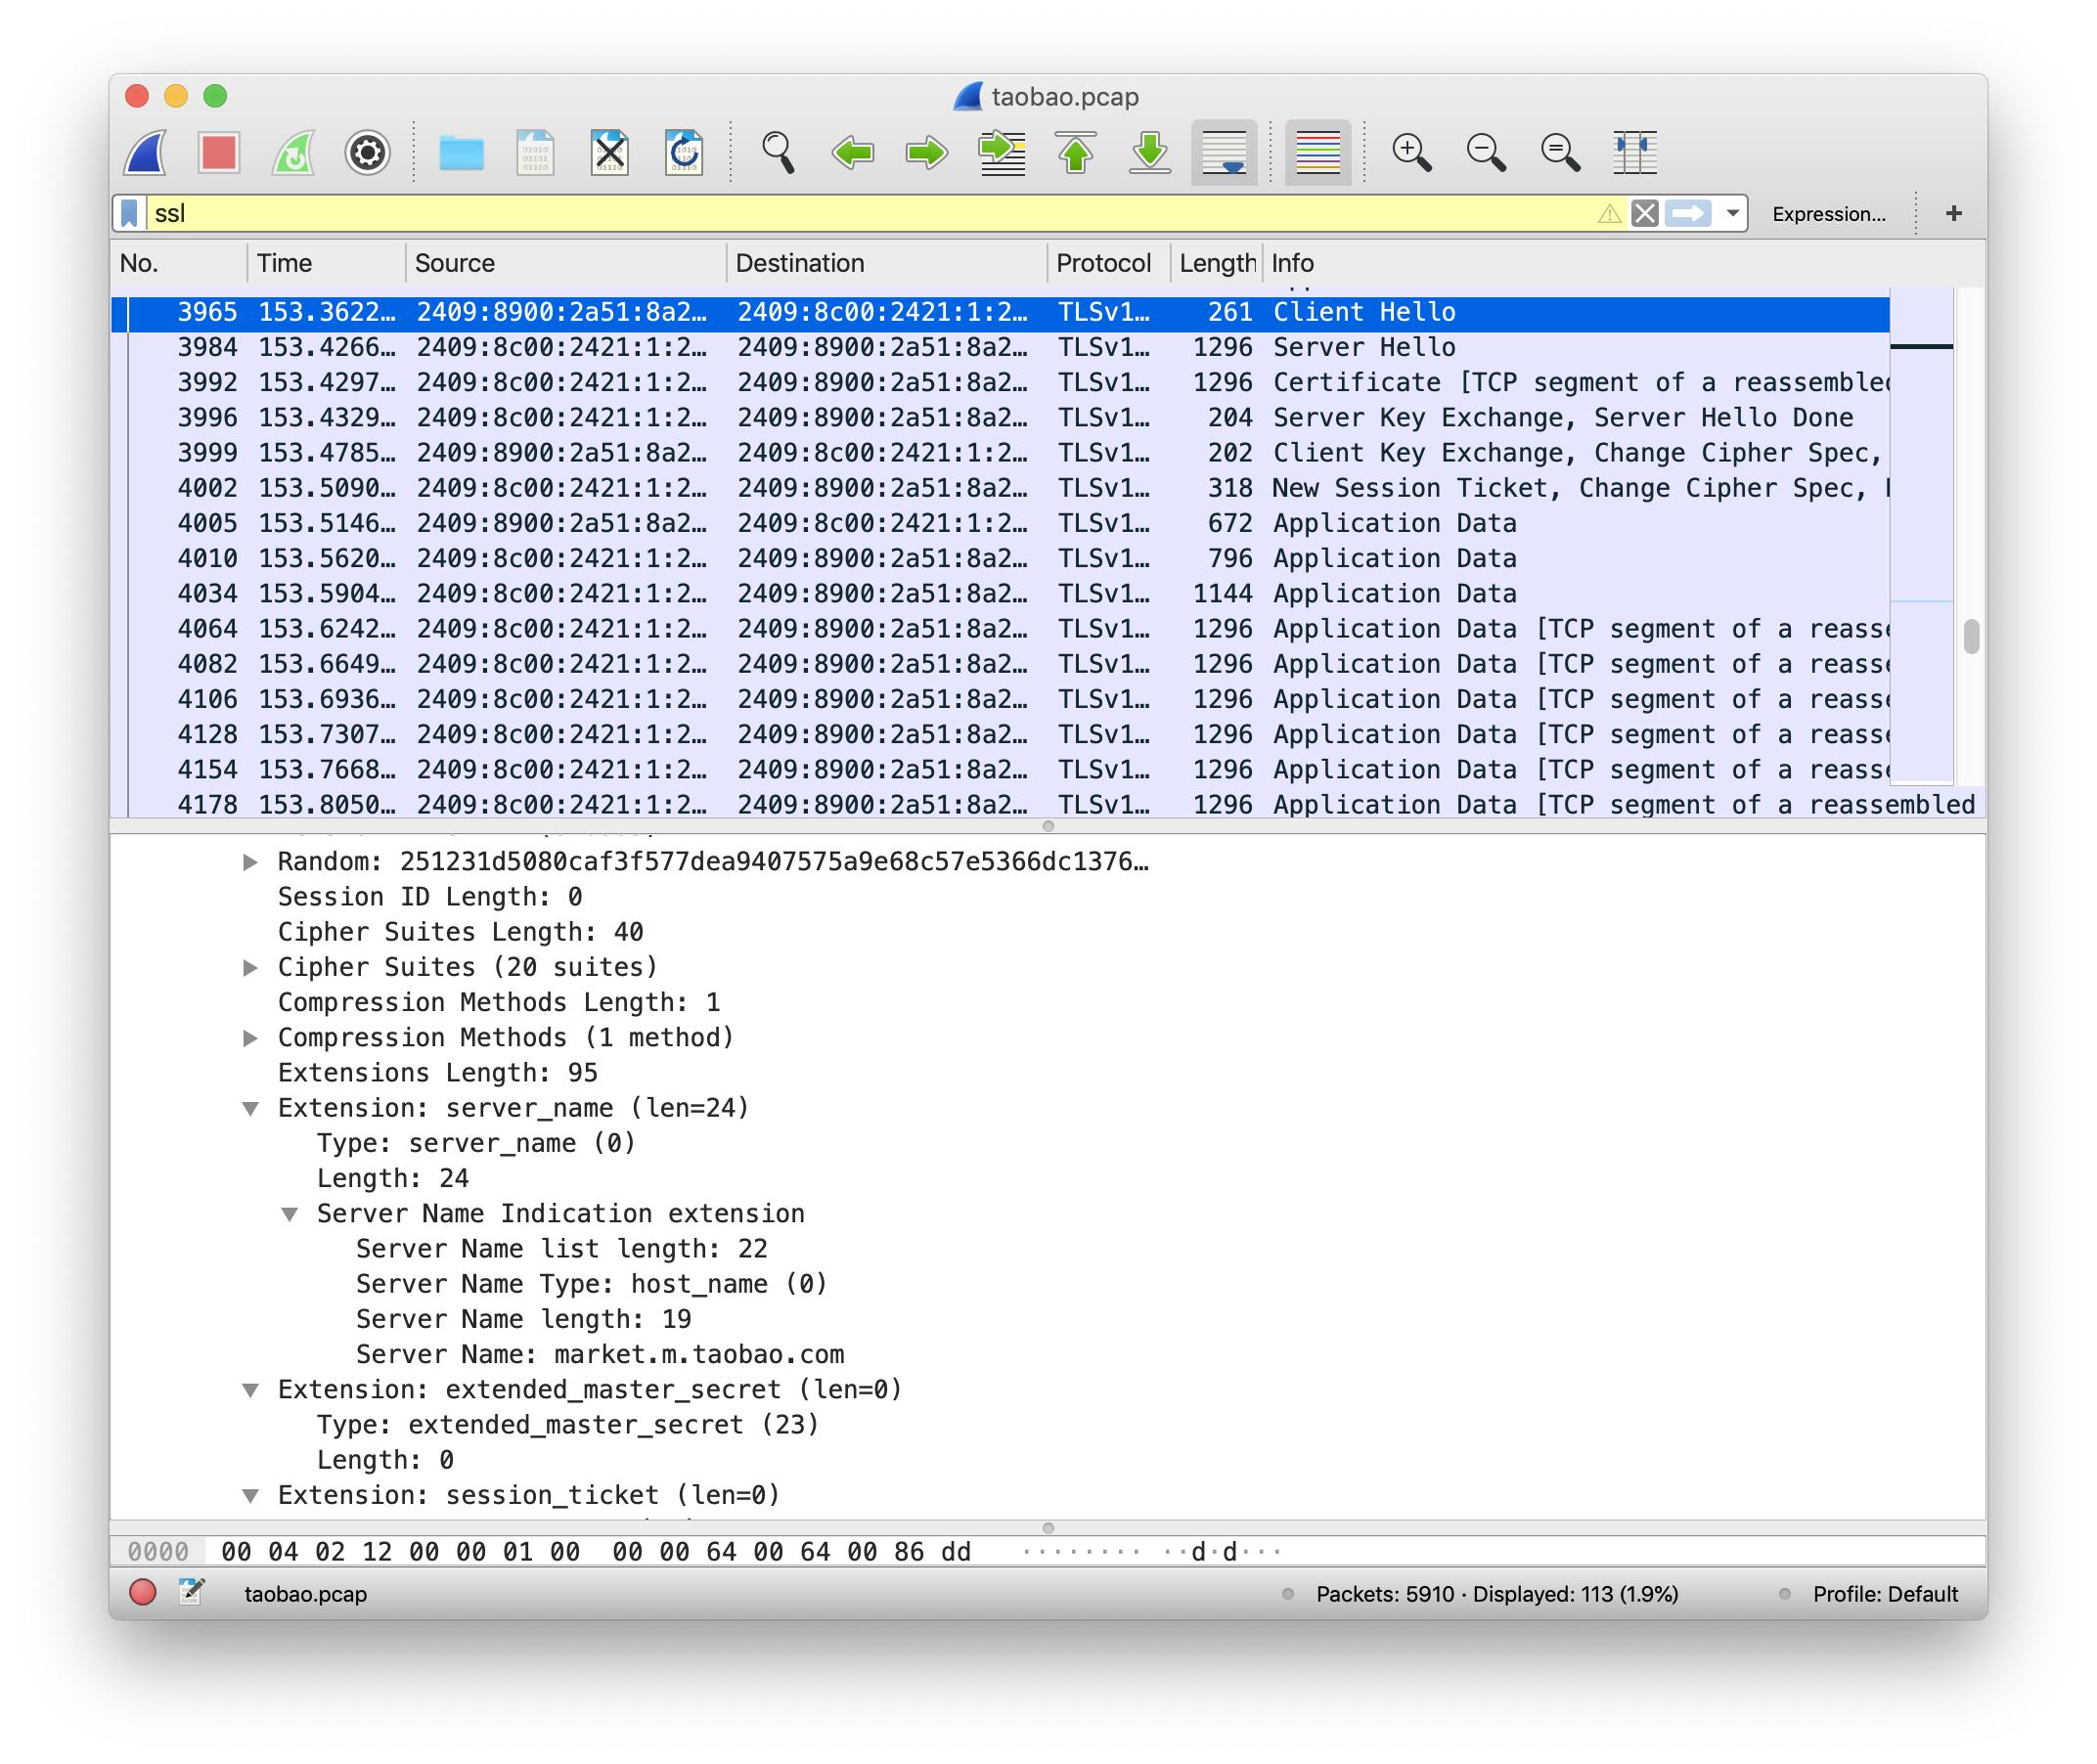 taobao.pcap
ssl
Expression... +
No. Time Source Destination Protocol Length Info
3965 153.3622… 2409:8900:2a51:8a2… 2409:8c00:2421:1:2… TLSv1… 261 Client Hello
3984 153.4266… 2409:8c00:2421:1:2… 2409:8900:2a51:8a2… TLSv1… 1296 Server Hello
3992 153.4297… 2409:8c00:2421:1:2… 2409:8900:2a51:8a2… TLSv1… 1296 Certificate [TCP segment of a reassembled
3996 153.4329… 2409:8c00:2421:1:2… 2409:8900:2a51:8a2… TLSv1… 204 Server Key Exchange, Server Hello Done
3999 153.4785… 2409:8900:2a51:8a2… 2409:8c00:2421:1:2… TLSv1… 202 Client Key Exchange, Change Cipher Spec,
4002 153.5090… 2409:8c00:2421:1:2… 2409:8900:2a51:8a2… TLSv1… 318 New Session Ticket, Change Cipher Spec,
4005 153.5146… 2409:8900:2a51:8a2… 2409:8c00:2421:1:2… TLSv1… 672 Application Data
4010 153.5620… 2409:8c00:2421:1:2… 2409:8900:2a51:8a2… TLSv1… 796 Application Data
4034 153.5904… 2409:8c00:2421:1:2… 2409:8900:2a51:8a2… TLSv1… 1144 Application Data
4064 153.6242… 2409:8c00:2421:1:2… 2409:8900:2a51:8a2… TLSv1… 1296 Application Data [TCP segment of a reasse
4082 153.6649… 2409:8c00:2421:1:2… 2409:8900:2a51:8a2… TLSv1… 1296 Application Data [TCP segment of a reasse
4106 153.6936… 2409:8c00:2421:1:2… 2409:8900:2a51:8a2… TLSv1… 1296 Application Data [TCP segment of a reasse
4128 153.7307… 2409:8c00:2421:1:2… 2409:8900:2a51:8a2… TLSv1… 1296 Application Data [TCP segment of a reasse
4154 153.7668… 2409:8c00:2421:1:2… 2409:8900:2a51:8a2… TLSv1… 1296 Application Data [TCP segment of a reasse
4178 153.8050… 2409:8c00:2421:1:2… 2409:8900:2a51:8a2… TLSv1… 1296 Application Data [TCP segment of a reassembled
Random: 251231d5080caf3f577dea9407575a9e68c57e5366dc1376…
Session ID Length: 0
Cipher Suites Length: 40
Cipher Suites (20 suites)
Compression Methods Length: 1
Compression Methods (1 method)
Extensions Length: 95
Extension: server_name (len=24)
Type: server_name (0)
Length: 24
Server Name Indication extension
Server Name list length: 22
Server Name Type: host_name (0)
Server Name length: 19
Server Name: market.m.taobao.com
Extension: extended_master_secret (len=0)
Type: extended_master_secret (23)
Length: 0
Extension: session_ticket (len=0)
0000 00 04 02 12 00 00 01 00 00 00 64 00 64 00 86 dd ········ ··d·d···
taobao.pcap
Packets: 5910 · Displayed: 113 (1.9%)
Profile: Default